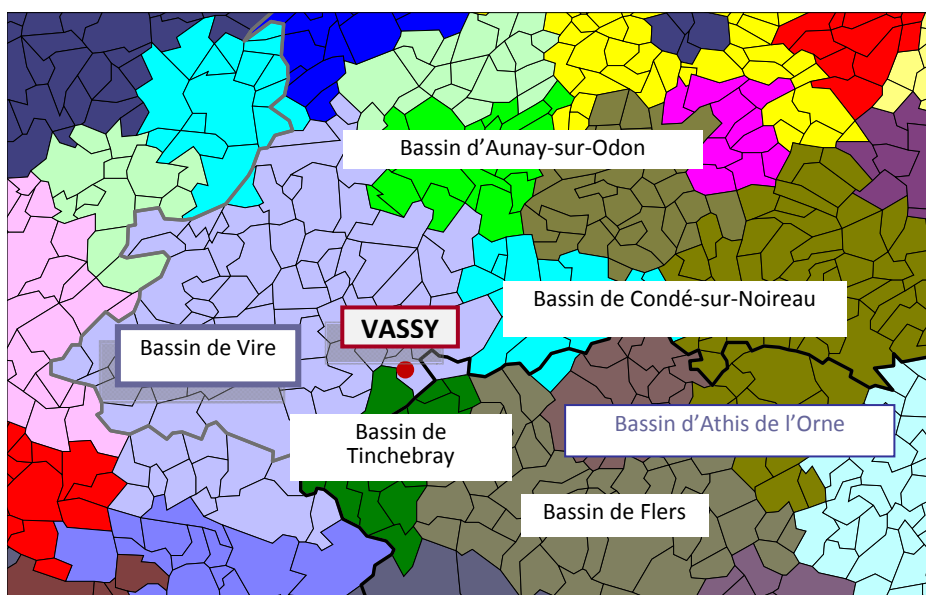 Bassin d’Aunay-sur-Odon
Bassin de Condé-sur-Noireau
VASSY
Bassin de Vire
Bassin d’Athis de l’Orne
Bassin de
Tinchebray
Bassin de Flers